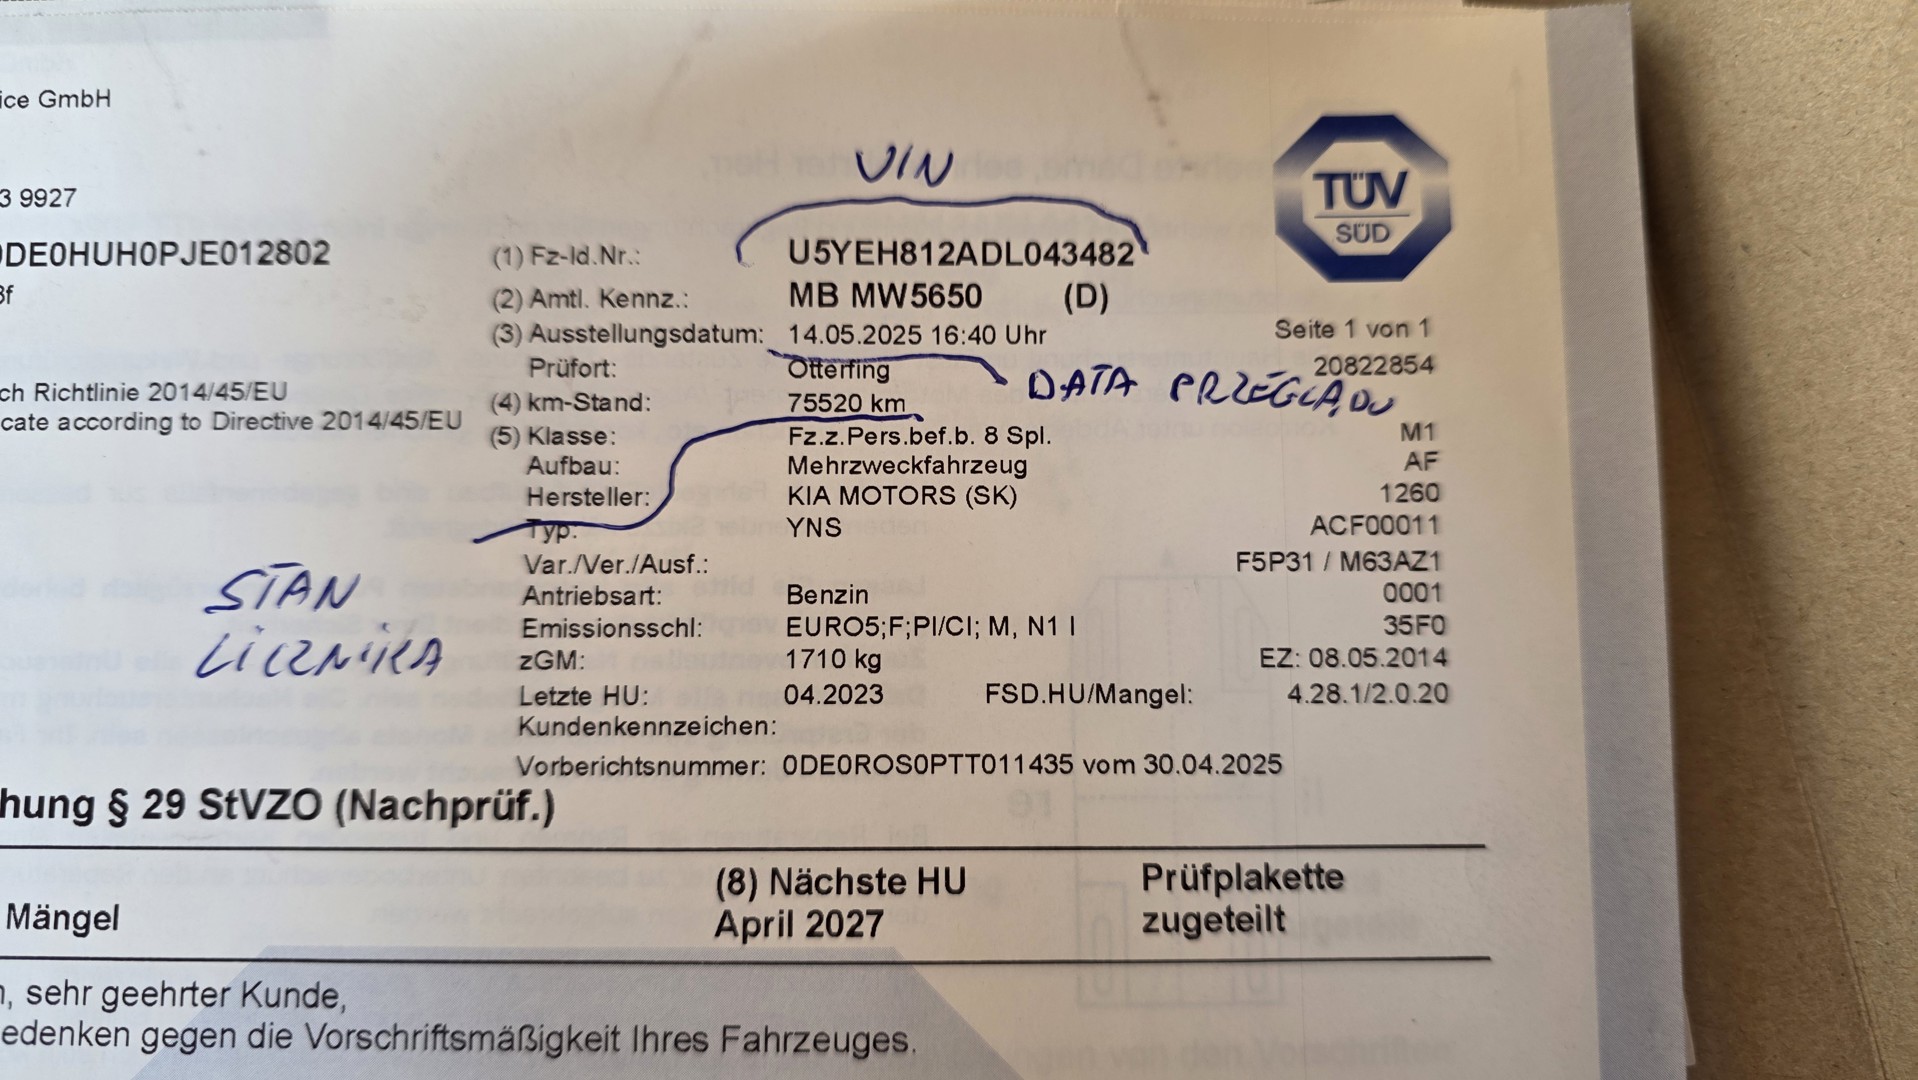 ice GmbH
3 9927
DE0HUH0PJE012802
3f
ch Richtlinie 2014/45/EU
cate according to Directive 2014/45/EU
VIN
TÜV
SÜD
(1) Fz-Id.Nr.: U5YEH812ADL043482
(2) Amtl. Kennz.: MB MW5650 (D)
(3) Ausstellungsdatum: 14.05.2025 16:40 Uhr Seite 1 von 1
Prüfort: Otterfing 20822854
DATA PRZEGLĄDU
(4) km-Stand: 75520 km
(5) Klasse: Fz.z.Pers.bef.b. 8 Spl. M1
Aufbau: Mehrzweckfahrzeug AF
Hersteller: KIA MOTORS (SK) 1260
Typ: YNS ACF00011
Var./Ver./Ausf.: F5P31 / M63AZ1
STAN
LICZNIKA
Antriebsart: Benzin 0001
Emissionsschl: EURO5;F;PI/CI; M, N1 I 35F0
zGM: 1710 kg EZ: 08.05.2014
Letzte HU: 04.2023 FSD.HU/Mangel: 4.28.1/2.0.20
Kundenkennzeichen:
Vorberichtsnummer: 0DE0ROS0PTT011435 vom 30.04.2025
hung § 29 StVZO (Nachprüf.)
Mängel
(8) Nächste HU
April 2027
Prüfplakette
zugeteilt
, sehr geehrter Kunde,
edenken gegen die Vorschriftsmäßigkeit Ihres Fahrzeuges.